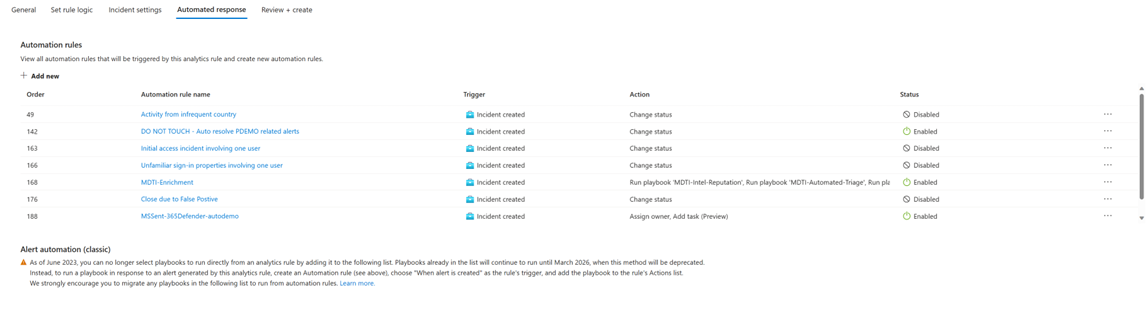 General Set rule logic Incident settings Automated response Review + create
Automation rules
View all automation rules that will be triggered by this analytics rule and create new automation rules.
+ Add new
Order Automation rule name Trigger Action Status
49 Activity from infrequent country Incident created Change status Disabled ...
142 DO NOT TOUCH - Auto resolve PDEMO related alerts Incident created Change status Enabled ...
163 Initial access incident involving one user Incident created Change status Disabled ...
166 Unfamiliar sign-in properties involving one user Incident created Change status Disabled ...
168 MDTI-Enrichment Incident created Run playbook 'MDTI-Intel-Reputation', Run playbook 'MDTI-Automated-Triage', Run pla Enabled ...
176 Close due to False Postive Incident created Change status Disabled ...
188 MSSent-365Defender-autodemo Incident created Assign owner, Add task (Preview) Enabled ...
Alert automation (classic)
As of June 2023, you can no longer select playbooks to run directly from an analytics rule by adding it to the following list. Playbooks already in the list will continue to run until March 2026, when this method will be deprecated.
Instead, to run a playbook in response to an alert generated by this analytics rule, create an Automation rule (see above), choose "When alert is created" as the rule's trigger, and add the playbook to the rule's Actions list.
We strongly encourage you to migrate any playbooks in the following list to run from automation rules. Learn more.